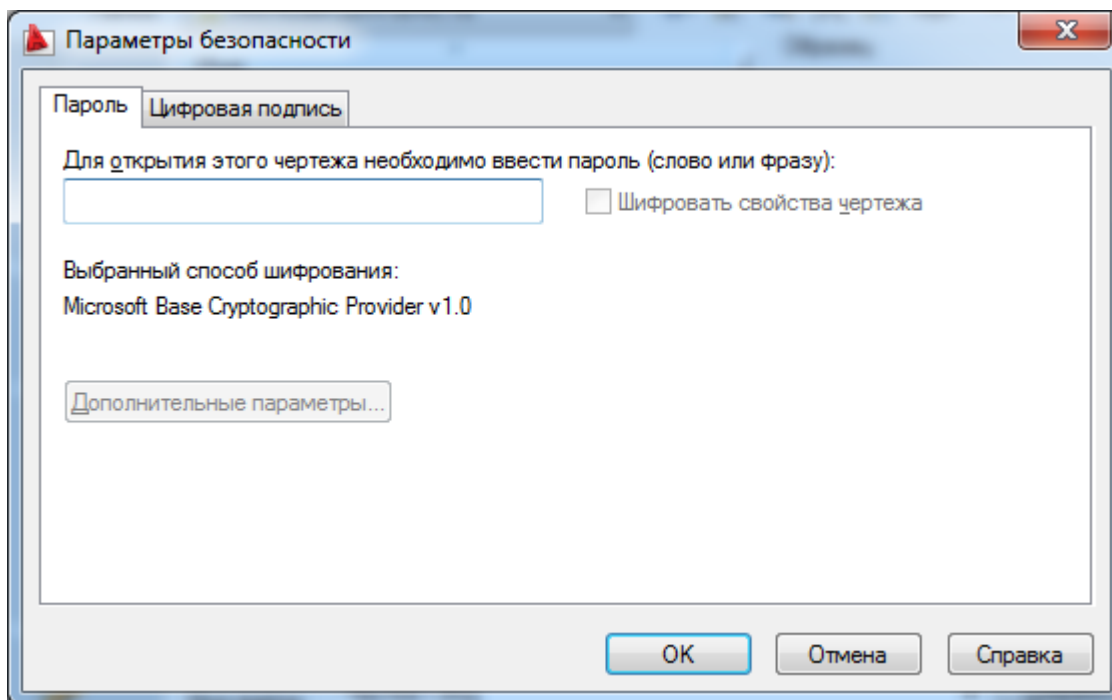 Параметры безопасности
Пароль
Цифровая подпись
Для открытия этого чертежа необходимо ввести пароль (слово или фразу):
Шифровать свойства чертежа
Выбранный способ шифрования:
Microsoft Base Cryptographic Provider v1.0
Дополнительные параметры...
OK
Отмена
Справка